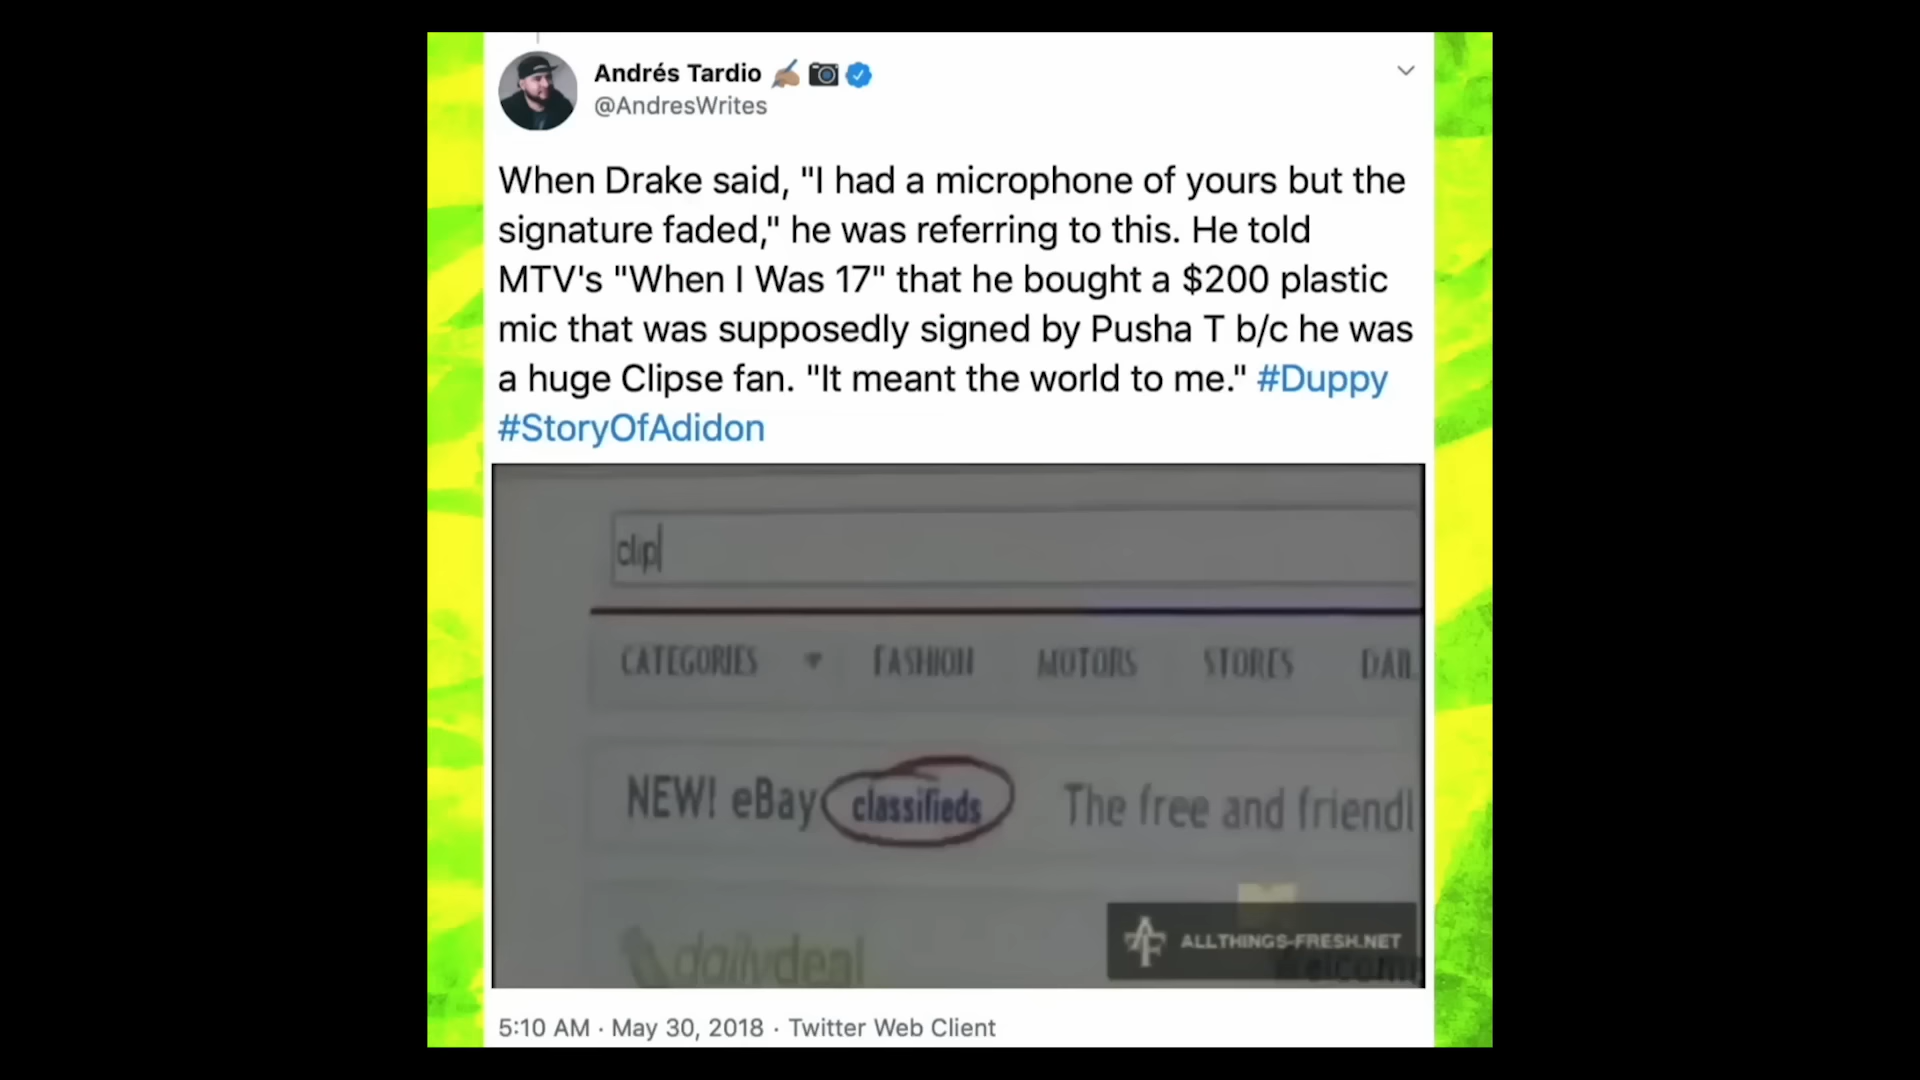 Andrés Tardio
@AndresWrites
When Drake said, "I had a microphone of yours but the
signature faded," he was referring to this. He told
MTV's "When I Was 17" that he bought a $200 plastic
mic that was supposedly signed by Pusha T b/c he was
a huge Clipse fan. "It meant the world to me." #Duppy
#StoryOfAdidon
clip
CATEGORIES FASHION MOTORS STORES DAIL
NEW! eBay classifieds The free and friendl
dailydeal
ALLTHINGS-FRESH.NET
Welcom
5:10 AM · May 30, 2018 · Twitter Web Client